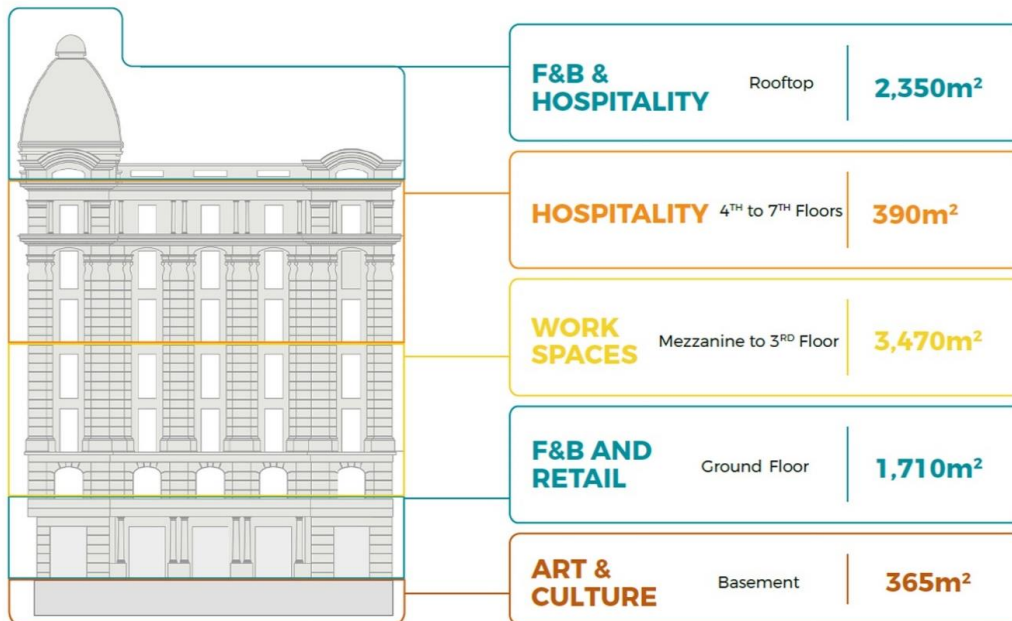 F&B &
HOSPITALITY
Rooftop
2,350m²
HOSPITALITY
4TH to 7TH Floors
390m²
WORK
SPACES
Mezzanine to 3RD Floor
3,470m²
F&B AND
RETAIL
Ground Floor
1,710m²
ART &
CULTURE
Basement
365m²